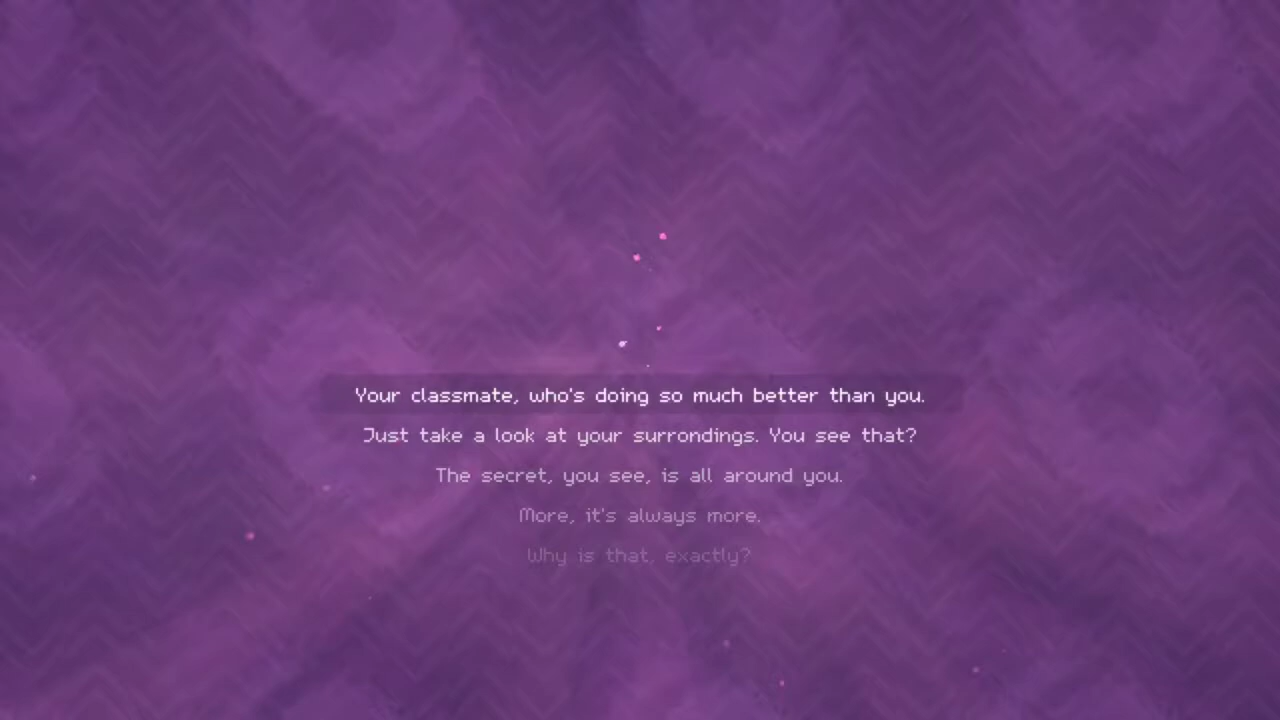 Your classmate, who's doing so much better than you.
Just take a look at your surrondings. You see that?
The secret, you see, is all around you.
More, it's always more.
Why is that, exactly?